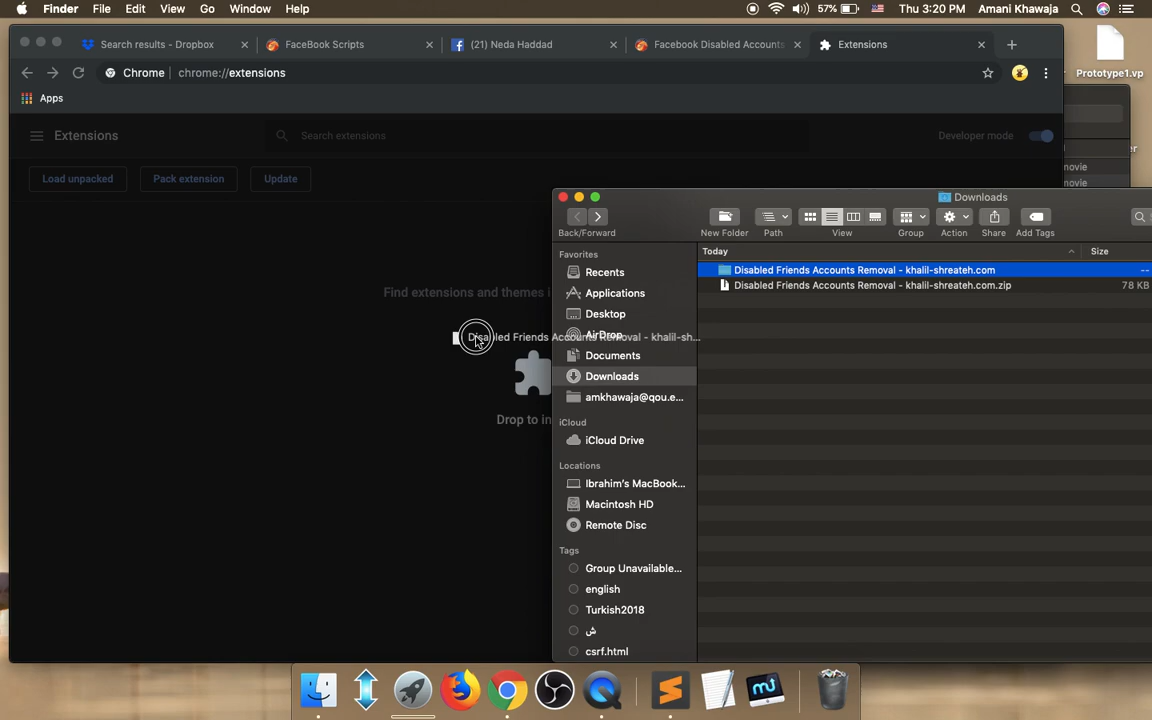 Finder File Edit View Go Window Help 57% Thu 3:20 PM Amani Khawaja
Search results - Dropbox FaceBook Scripts (21) Neda Haddad Facebook Disabled Accounts Extensions
Prototype1.vp
Chrome chrome://extensions
Apps
Extensions Search extensions Developer mode
Load unpacked Pack extension Update
movie
movie
Downloads
Back/Forward New Folder Path View Group Action Share Add Tags
Favorites
Today Size
Recents
Disabled Friends Accounts Removal - khalil-shreateh.com --
Disabled Friends Accounts Removal - khalil-shreateh.com.zip 78 KB
Applications
Find extensions and themes i
Desktop
AirDrop
Disabled Friends Accounts Removal - khalil-sh...
Documents
Downloads
amkhawaja@qou.e...
Drop to in
iCloud
iCloud Drive
Locations
Ibrahim's MacBook...
Macintosh HD
Remote Disc
Tags
Group Unavailable...
english
Turkish2018
ش
csrf.html